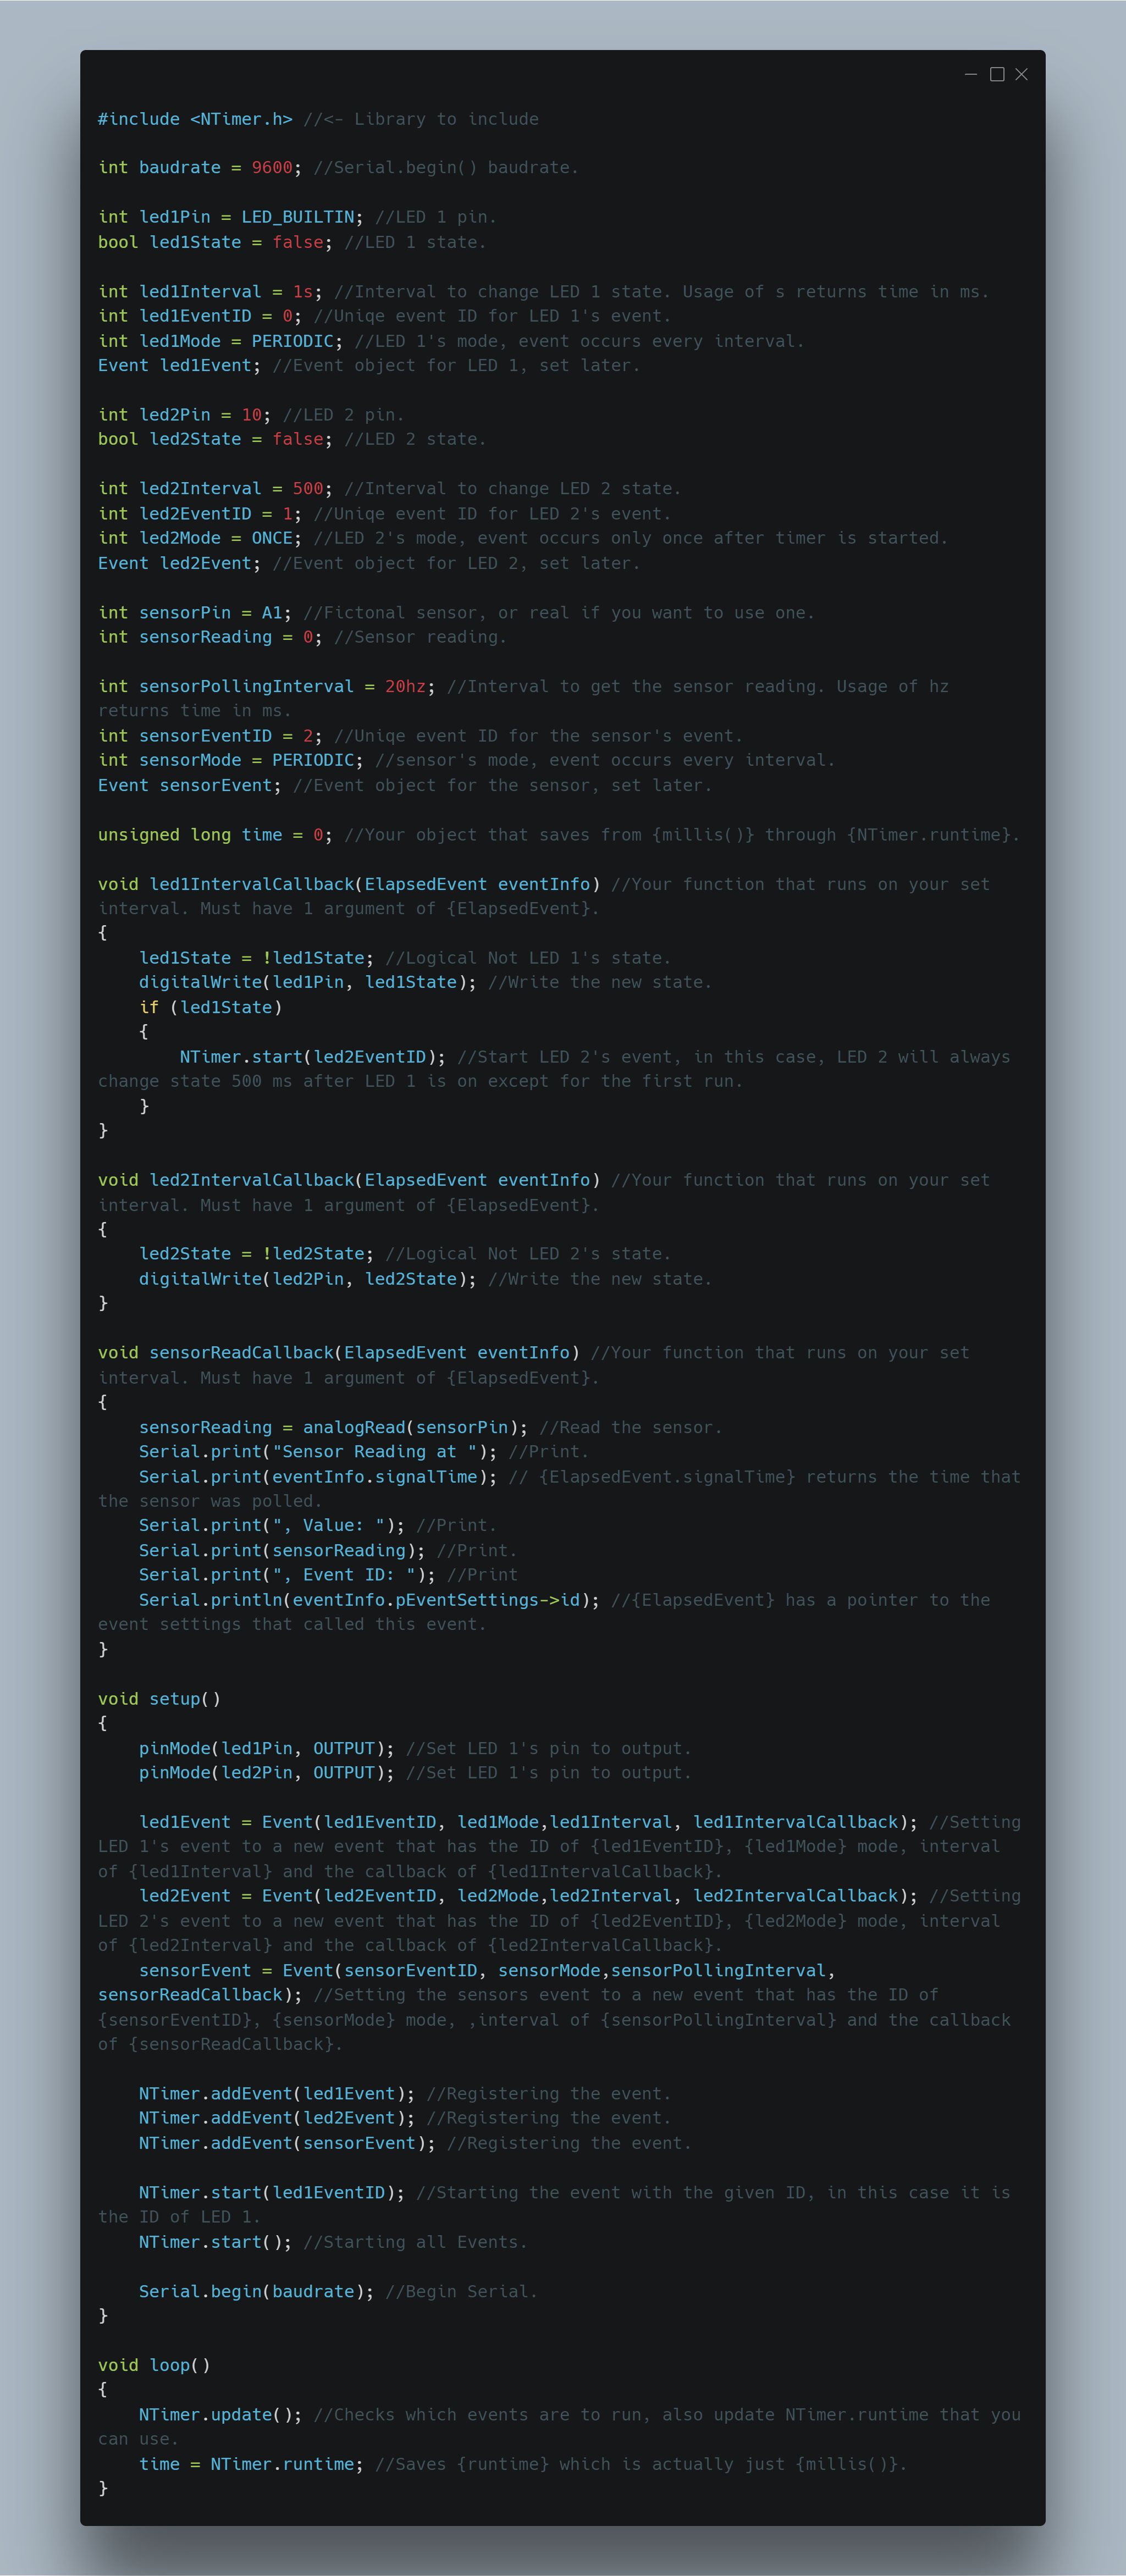 #include <NTimer.h> //<- Library to include

int baudrate = 9600; //Serial.begin() baudrate.

int led1Pin = LED_BUILTIN; //LED 1 pin.
bool led1State = false; //LED 1 state.

int led1Interval = 1s; //Interval to change LED 1 state. Usage of s returns time in ms.
int led1EventID = 0; //Uniqe event ID for LED 1's event.
int led1Mode = PERIODIC; //LED 1's mode, event occurs every interval.
Event led1Event; //Event object for LED 1, set later.

int led2Pin = 10; //LED 2 pin.
bool led2State = false; //LED 2 state.

int led2Interval = 500; //Interval to change LED 2 state.
int led2EventID = 1; //Uniqe event ID for LED 2's event.
int led2Mode = ONCE; //LED 2's mode, event occurs only once after timer is started.
Event led2Event; //Event object for LED 2, set later.

int sensorPin = A1; //Fictonal sensor, or real if you want to use one.
int sensorReading = 0; //Sensor reading.

int sensorPollingInterval = 20hz; //Interval to get the sensor reading. Usage of hz
returns time in ms.
int sensorEventID = 2; //Uniqe event ID for the sensor's event.
int sensorMode = PERIODIC; //sensor's mode, event occurs every interval.
Event sensorEvent; //Event object for the sensor, set later.

unsigned long time = 0; //Your object that saves from {millis()} through {NTimer.runtime}.

void led1IntervalCallback(ElapsedEvent eventInfo) //Your function that runs on your set
interval. Must have 1 argument of {ElapsedEvent}.
{
    led1State = !led1State; //Logical Not LED 1's state.
    digitalWrite(led1Pin, led1State); //Write the new state.
    if (led1State)
    {
        NTimer.start(led2EventID); //Start LED 2's event, in this case, LED 2 will always
change state 500 ms after LED 1 is on except for the first run.
    }
}

void led2IntervalCallback(ElapsedEvent eventInfo) //Your function that runs on your set
interval. Must have 1 argument of {ElapsedEvent}.
{
    led2State = !led2State; //Logical Not LED 2's state.
    digitalWrite(led2Pin, led2State); //Write the new state.
}

void sensorReadCallback(ElapsedEvent eventInfo) //Your function that runs on your set
interval. Must have 1 argument of {ElapsedEvent}.
{
    sensorReading = analogRead(sensorPin); //Read the sensor.
    Serial.print("Sensor Reading at "); //Print.
    Serial.print(eventInfo.signalTime); // {ElapsedEvent.signalTime} returns the time that
the sensor was polled.
    Serial.print(", Value: "); //Print.
    Serial.print(sensorReading); //Print.
    Serial.print(", Event ID: "); //Print
    Serial.println(eventInfo.pEventSettings->id); //{ElapsedEvent} has a pointer to the
event settings that called this event.
}

void setup()
{
    pinMode(led1Pin, OUTPUT); //Set LED 1's pin to output.
    pinMode(led2Pin, OUTPUT); //Set LED 1's pin to output.

    led1Event = Event(led1EventID, led1Mode,led1Interval, led1IntervalCallback); //Setting
LED 1's event to a new event that has the ID of {led1EventID}, {led1Mode} mode, interval
of {led1Interval} and the callback of {led1IntervalCallback}.
    led2Event = Event(led2EventID, led2Mode,led2Interval, led2IntervalCallback); //Setting
LED 2's event to a new event that has the ID of {led2EventID}, {led2Mode} mode, interval
of {led2Interval} and the callback of {led2IntervalCallback}.
    sensorEvent = Event(sensorEventID, sensorMode,sensorPollingInterval,
sensorReadCallback); //Setting the sensors event to a new event that has the ID of
{sensorEventID}, {sensorMode} mode, ,interval of {sensorPollingInterval} and the callback
of {sensorReadCallback}.

    NTimer.addEvent(led1Event); //Registering the event.
    NTimer.addEvent(led2Event); //Registering the event.
    NTimer.addEvent(sensorEvent); //Registering the event.

    NTimer.start(led1EventID); //Starting the event with the given ID, in this case it is
the ID of LED 1.
    NTimer.start(); //Starting all Events.

    Serial.begin(baudrate); //Begin Serial.
}

void loop()
{
    NTimer.update(); //Checks which events are to run, also update NTimer.runtime that you
can use.
    time = NTimer.runtime; //Saves {runtime} which is actually just {millis()}.
}